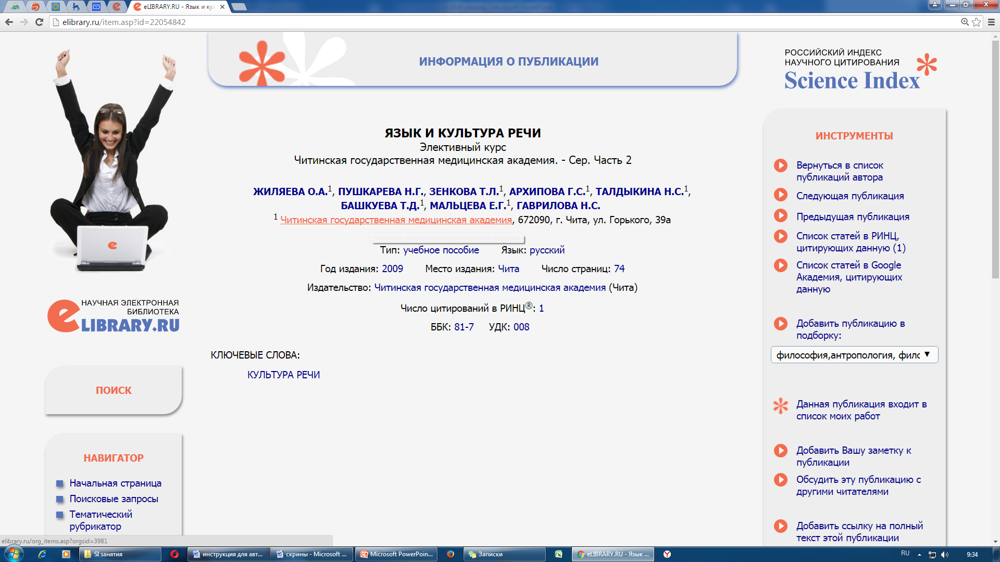 eLIBRARY.RU - Язык и кул
elibrary.ru/item.asp?id=22054842
ИНФОРМАЦИЯ О ПУБЛИКАЦИИ
РОССИЙСКИЙ ИНДЕКС
НАУЧНОГО ЦИТИРОВАНИЯ
Science Index
ЯЗЫК И КУЛЬТУРА РЕЧИ
Элективный курс
Читинская государственная медицинская академия. - Сер. Часть 2
ЖИЛЯЕВА О.А.1, ПУШКАРЕВА Н.Г., ЗЕНКОВА Т.Л.1, АРХИПОВА Г.С.1, ТАЛДЫКИНА Н.С.1,
БАШКУЕВА Т.Д.1, МАЛЬЦЕВА Е.Г.1, ГАВРИЛОВА Н.С.
1 Читинская государственная медицинская академия, 672090, г. Чита, ул. Горького, 39а
Читинская государственная медицинская академия
Тип: учебное пособие Язык: русский
Год издания: 2009 Место издания: Чита Число страниц: 74
Издательство: Читинская государственная медицинская академия (Чита)
Число цитирований в РИНЦ®: 1
ББК: 81-7 УДК: 008
КЛЮЧЕВЫЕ СЛОВА:
КУЛЬТУРА РЕЧИ
НАУЧНАЯ ЭЛЕКТРОННАЯ
БИБЛИОТЕКА
eLIBRARY.RU
ПОИСК
НАВИГАТОР
Начальная страница
Поисковые запросы
Тематический
рубрикатор
ИНСТРУМЕНТЫ
Вернуться в список
публикаций автора
Следующая публикация
Предыдущая публикация
Список статей в РИНЦ,
цитирующих данную (1)
Список статей в Google
Академия, цитирующих
данную
Добавить публикацию в
подборку:
философия,антропология, фило
Данная публикация входит в
список моих работ
Добавить Вашу заметку к
публикации
Обсудить эту публикацию с
другими читателями
Добавить ссылку на полный
текст этой публикации
elibrary.ru/org_items.asp?orgsid=3981
SI занятия
инструкция для авт...
скрины - Microsoft ...
Microsoft PowerPoin...
Записки
eLIBRARY.RU - Язык ...
RU
9:34